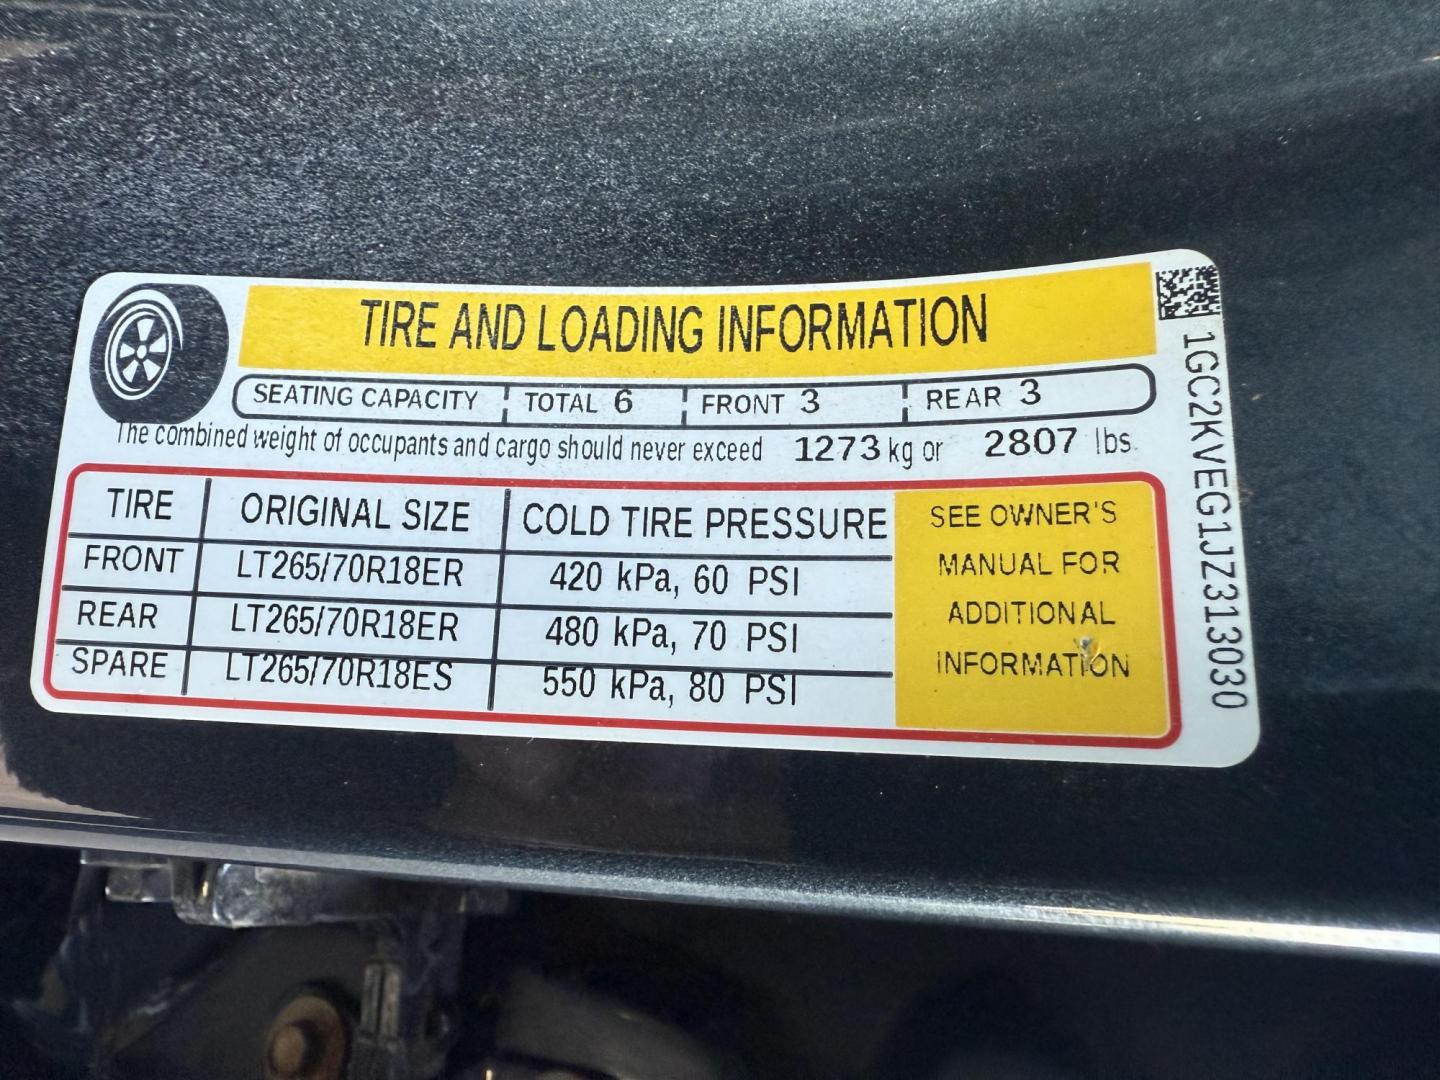 TIRE AND LOADING INFORMATION
SEATING CAPACITY TOTAL 6 FRONT 3 REAR 3
The combined weight of occupants and cargo should never exceed 1273 kg or 2807 lbs.
TIRE ORIGINAL SIZE COLD TIRE PRESSURE
FRONT LT265/70R18ER 420 kPa, 60 PSI
REAR LT265/70R18ER 480 kPa, 70 PSI
SPARE LT265/70R18ES 550 kPa, 80 PSI
SEE OWNER'S
MANUAL FOR
ADDITIONAL
INFORMATION
1GC2KVEG1JZ313030